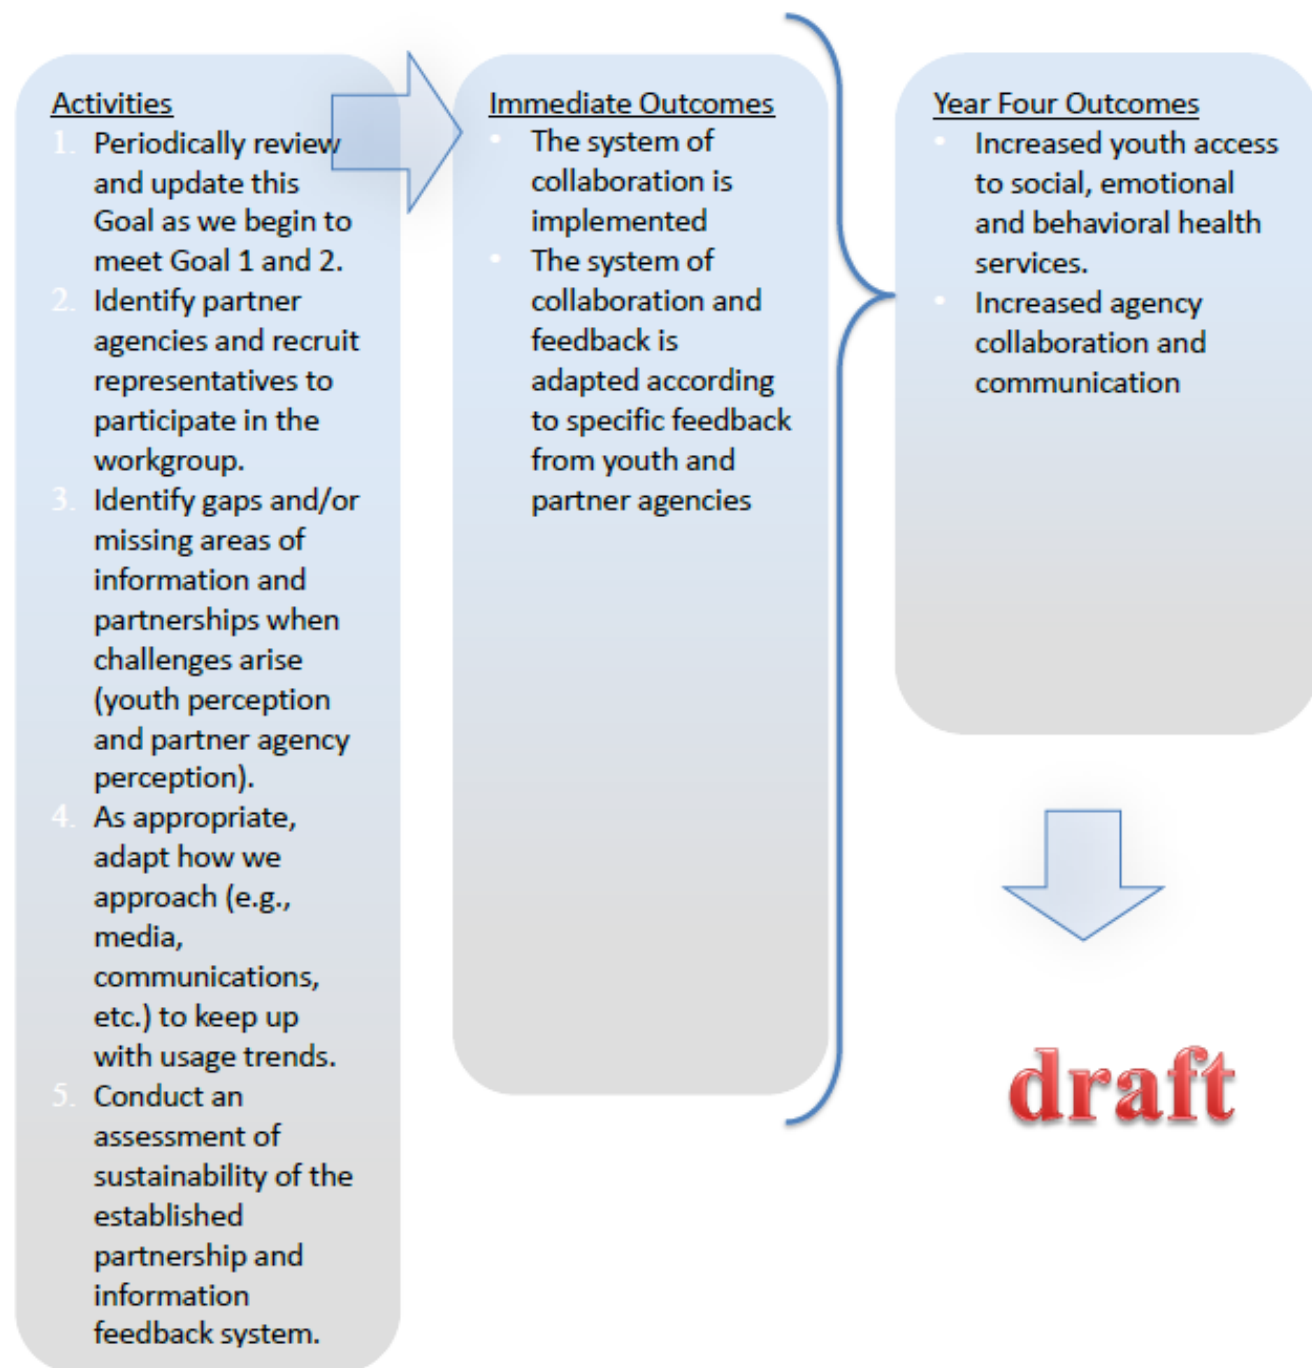 Activities
1. Periodically review
and update this
Goal as we begin to
meet Goal 1 and 2.
2. Identify partner
agencies and recruit
representatives to
participate in the
workgroup.
3. Identify gaps and/or
missing areas of
information and
partnerships when
challenges arise
(youth perception
and partner agency
perception).
4. As appropriate,
adapt how we
approach (e.g.,
media,
communications,
etc.) to keep up
with usage trends.
5. Conduct an
assessment of
sustainability of the
established
partnership and
information
feedback system.
Immediate Outcomes
• The system of
collaboration is
implemented
• The system of
collaboration and
feedback is
adapted according
to specific feedback
from youth and
partner agencies
Year Four Outcomes
• Increased youth access
to social, emotional
and behavioral health
services.
• Increased agency
collaboration and
communication
draft